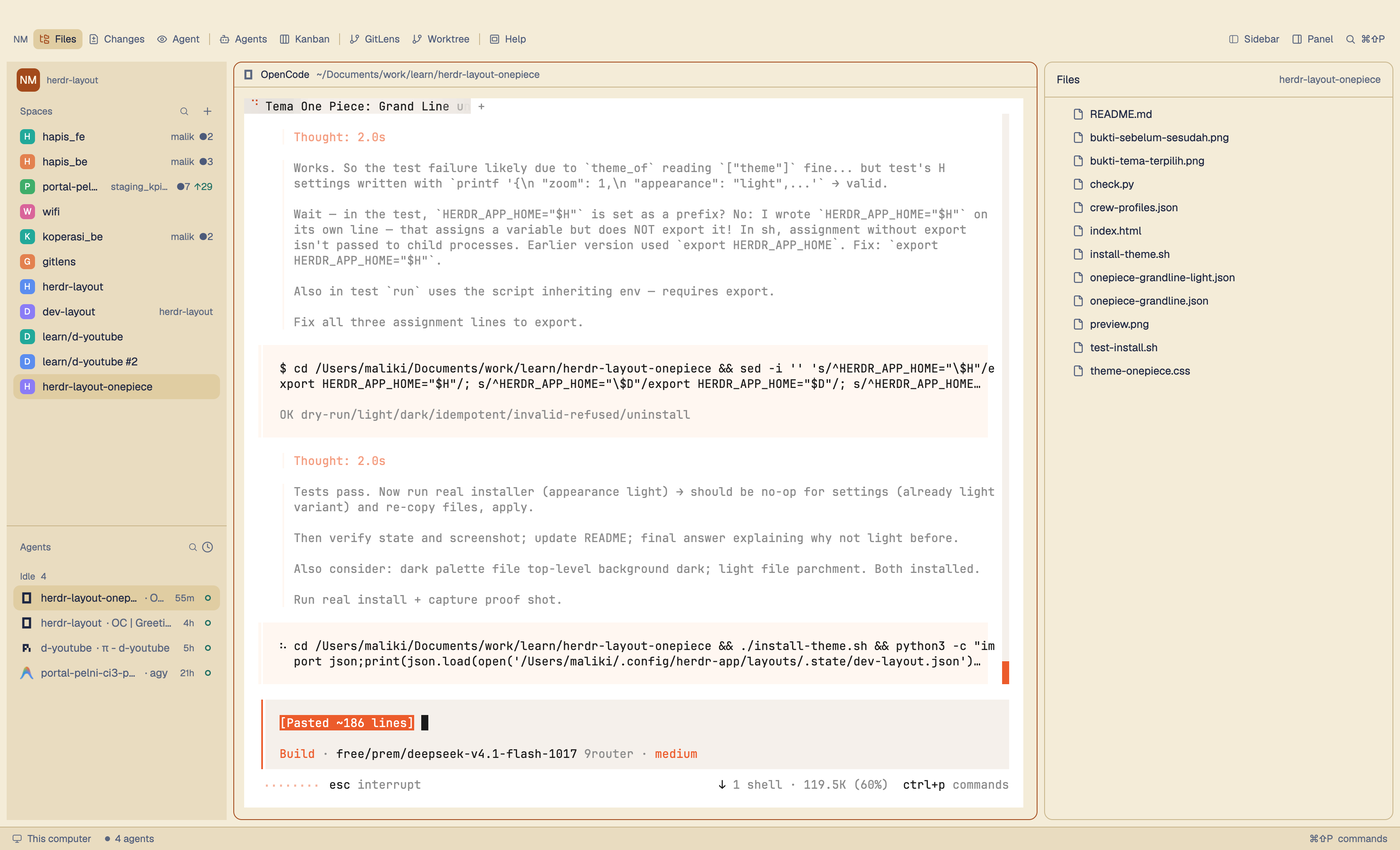 NM Files Changes Agent Agents Kanban GitLens Worktree Help Sidebar Panel ⌘⇧P
NM herdr-layout
Spaces
H hapis_fe malik ●2
H hapis_be malik ●3
P portal-pel… staging_kpi… ●7 ↑29
W wifi
K koperasi_be malik ●2
G gitlens
H herdr-layout
D dev-layout herdr-layout
D learn/d-youtube
D learn/d-youtube #2
H herdr-layout-onepiece
Agents
Idle 4
herdr-layout-onep… · O… 55m
herdr-layout · OC | Greeti… 4h
d-youtube · π - d-youtube 5h
portal-pelni-ci3-p… · agy 21h
OpenCode ~/Documents/work/learn/herdr-layout-onepiece
Tema One Piece: Grand Line u +
Thought: 2.0s
Works. So the test failure likely due to `theme_of` reading `["theme"]` fine... but test's H
settings written with `printf '{\n "zoom": 1,\n "appearance": "light",...'` → valid.
Wait — in the test, `HERDR_APP_HOME="$H"` is set as a prefix? No: I wrote `HERDR_APP_HOME="$H"` on
its own line — that assigns a variable but does NOT export it! In sh, assignment without export
isn't passed to child processes. Earlier version used `export HERDR_APP_HOME`. Fix: `export
HERDR_APP_HOME="$H"`.
Also in test `run` uses the script inheriting env — requires export.
Fix all three assignment lines to export.
$ cd /Users/maliki/Documents/work/learn/herdr-layout-onepiece && sed -i '' 's/^HERDR_APP_HOME="\$H"/e
xport HERDR_APP_HOME="$H"/; s/^HERDR_APP_HOME="\$D"/export HERDR_APP_HOME="$D"/; s/^HERDR_APP_HOME…
OK dry-run/light/dark/idempotent/invalid-refused/uninstall
Thought: 2.0s
Tests pass. Now run real installer (appearance light) → should be no-op for settings (already light
variant) and re-copy files, apply.
Then verify state and screenshot; update README; final answer explaining why not light before.
Also consider: dark palette file top-level background dark; light file parchment. Both installed.
Run real install + capture proof shot.
cd /Users/maliki/Documents/work/learn/herdr-layout-onepiece && ./install-theme.sh && python3 -c "im
port json;print(json.load(open('/Users/maliki/.config/herdr-app/layouts/.state/dev-layout.json')…
[Pasted ~186 lines]
Build · free/prem/deepseek-v4.1-flash-1017 9router · medium
esc interrupt ↓ 1 shell · 119.5K (60%) ctrl+p commands
Files herdr-layout-onepiece
README.md
bukti-sebelum-sesudah.png
bukti-tema-terpilih.png
check.py
crew-profiles.json
index.html
install-theme.sh
onepiece-grandline-light.json
onepiece-grandline.json
preview.png
test-install.sh
theme-onepiece.css
This computer ● 4 agents ⌘⇧P commands